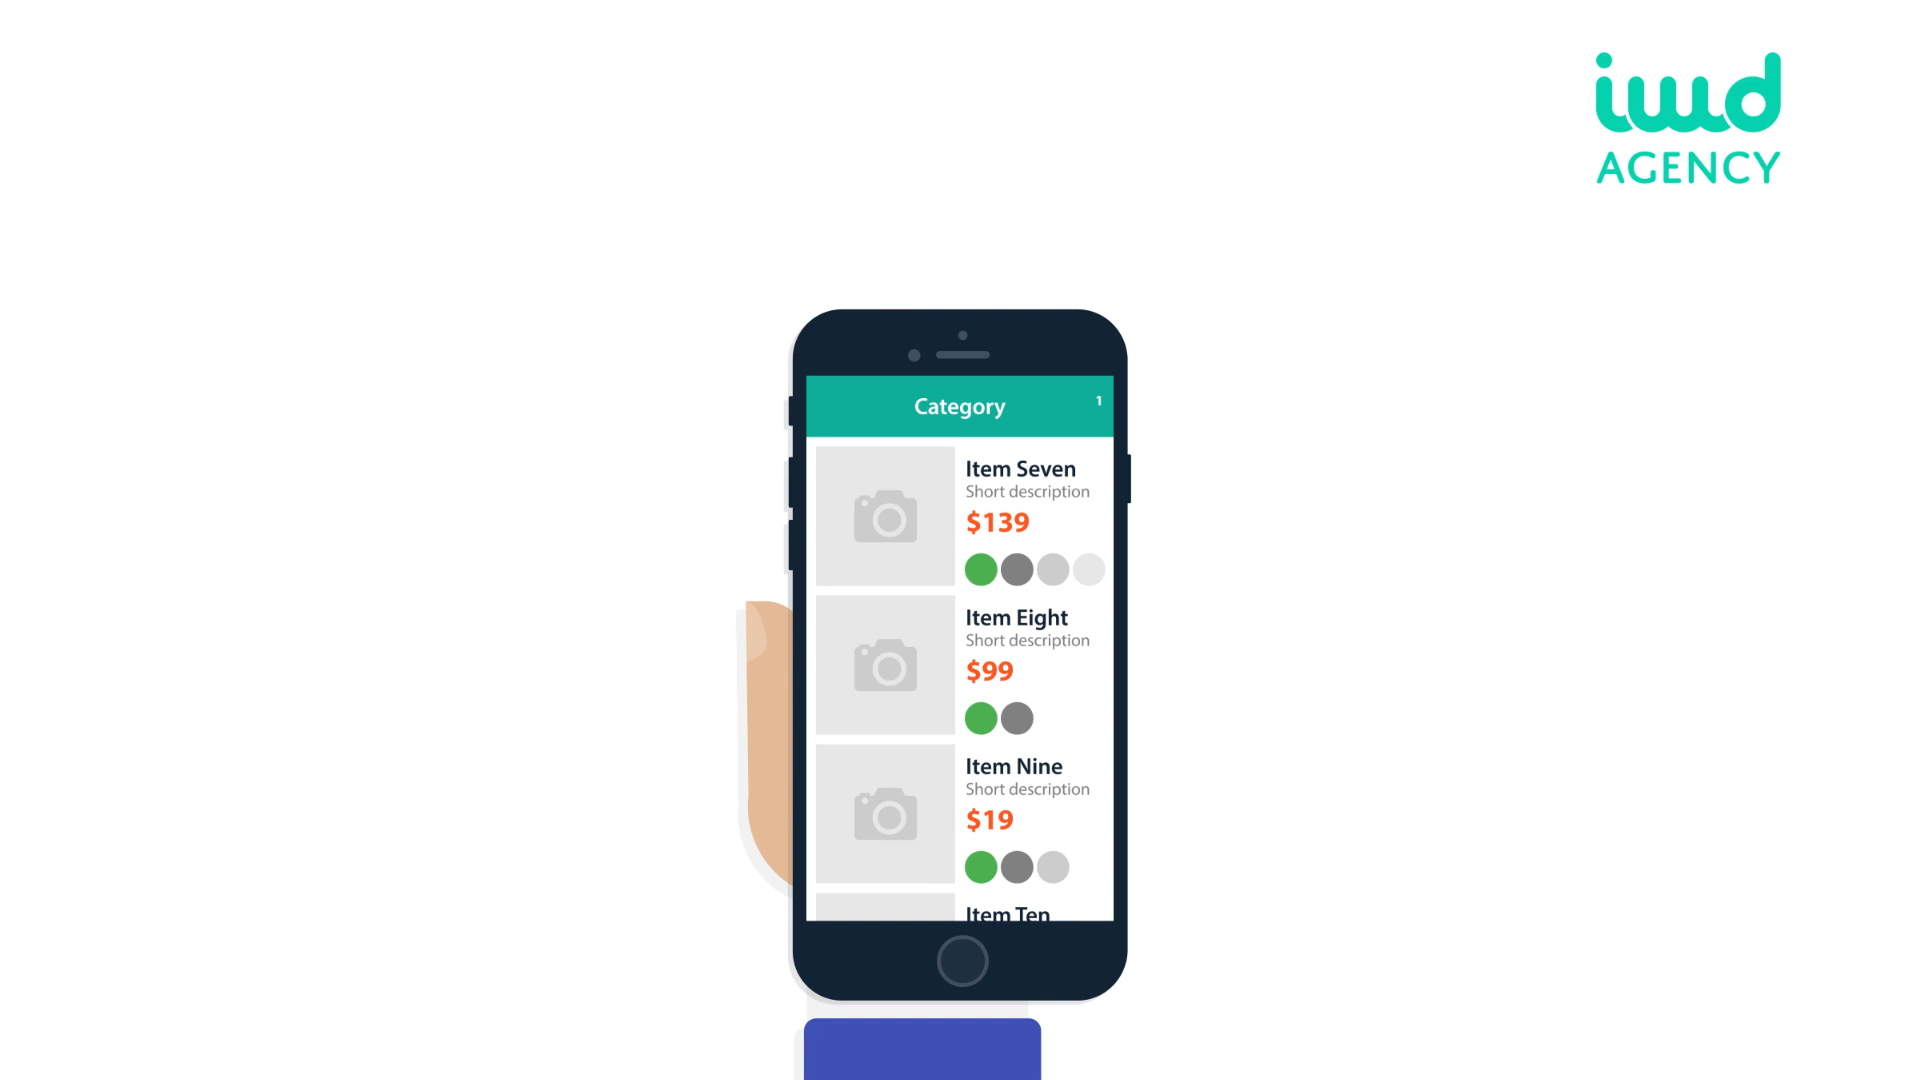 iwd
AGENCY
Category
1
Item Seven
Short description
$139
Item Eight
Short description
$99
Item Nine
Short description
$19
Item Ten